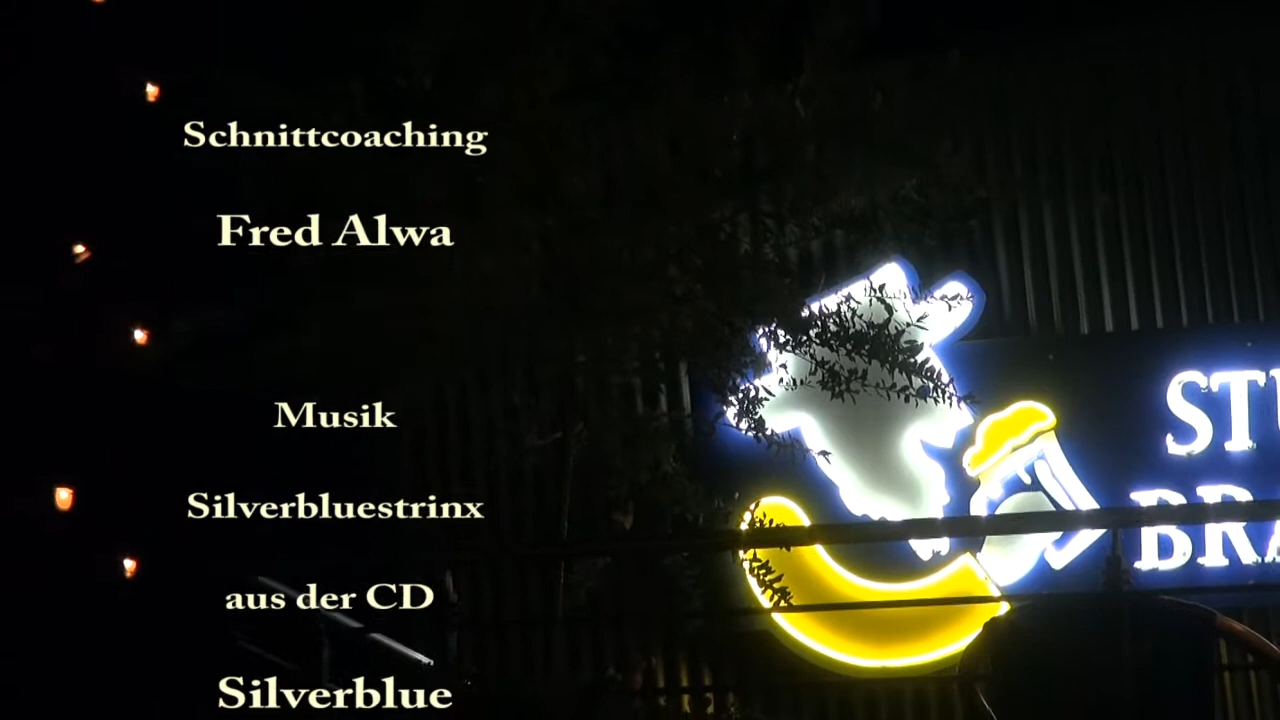 Schnittcoaching
Fred Alwa
Musik
Silverbluestrinx
aus der CD
Silverblue